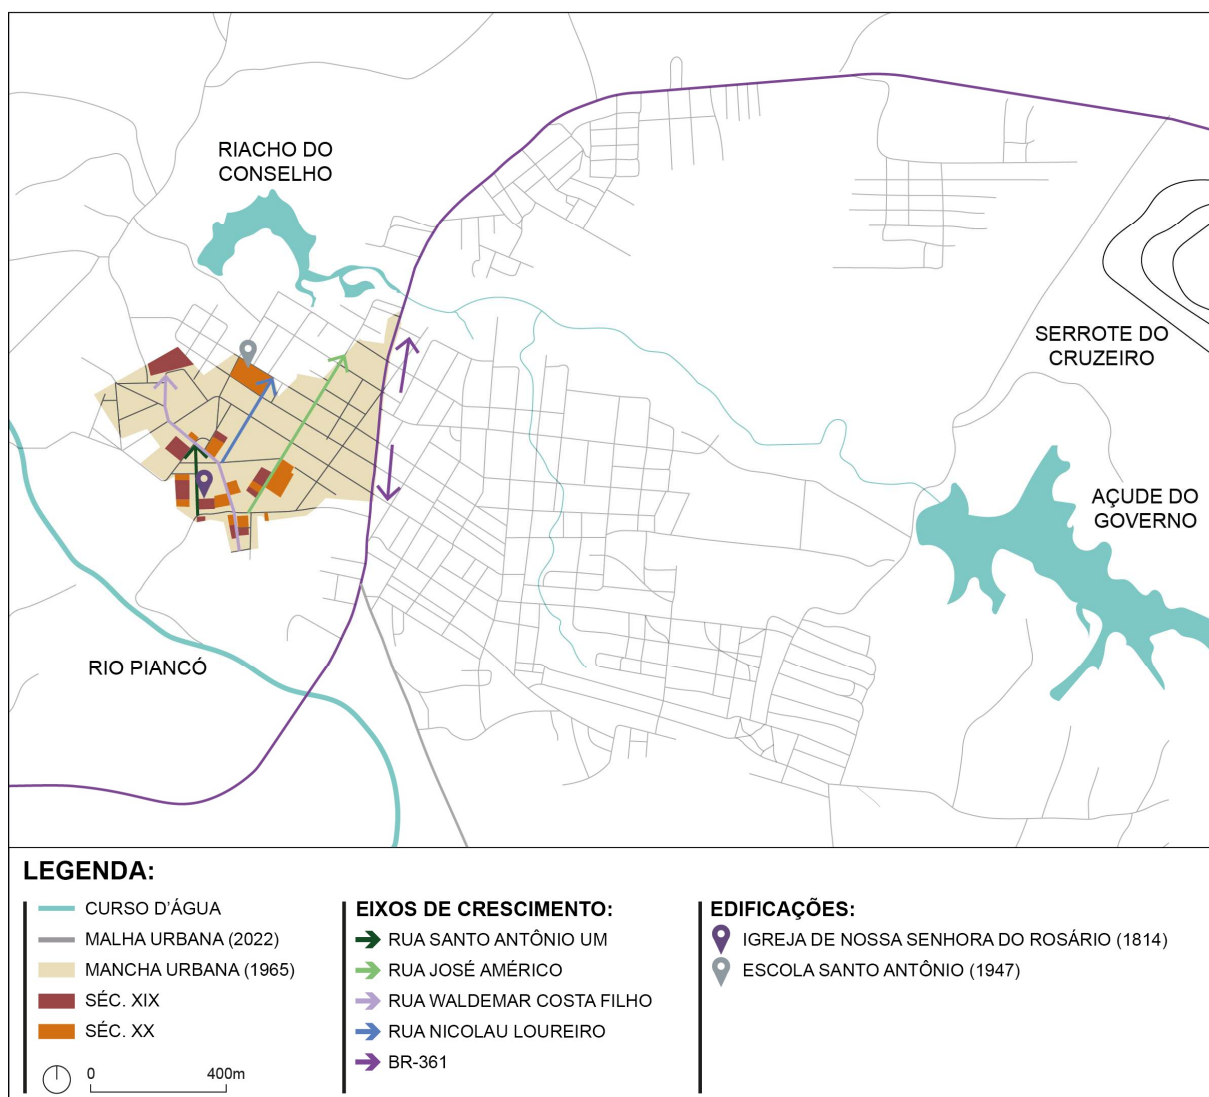 RIACHO DO
CONSELHO
SERROTE DO
CRUZEIRO
AÇUDE DO
GOVERNO
RIO PIANCÓ
LEGENDA:
CURSO D'ÁGUA
MALHA URBANA (2022)
MANCHA URBANA (1965)
SÉC. XIX
SÉC. XX
0 400m
EIXOS DE CRESCIMENTO:
RUA SANTO ANTÔNIO UM
RUA JOSÉ AMÉRICO
RUA WALDEMAR COSTA FILHO
RUA NICOLAU LOUREIRO
BR-361
EDIFICAÇÕES:
IGREJA DE NOSSA SENHORA DO ROSÁRIO (1814)
ESCOLA SANTO ANTÔNIO (1947)